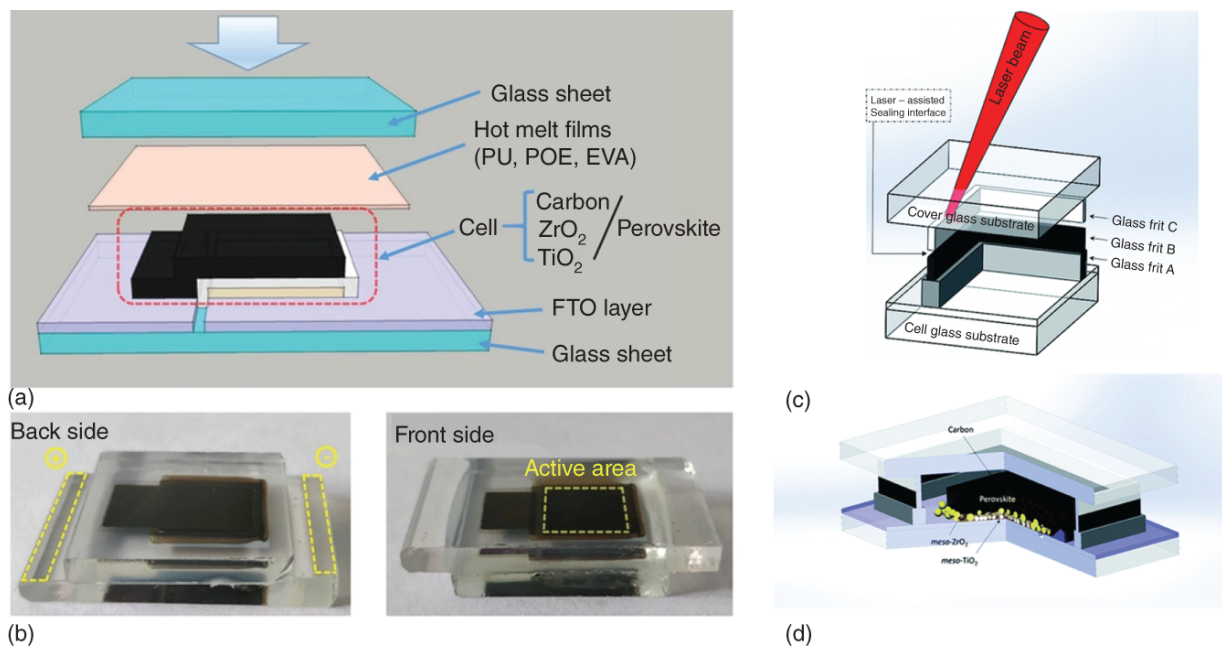 Glass sheet
Hot melt films
(PU, POE, EVA)
Cell
Carbon
ZrO₂
TiO₂
/ Perovskite
FTO layer
Glass sheet
(a)
Back side
+
-
Front side
Active area
(b)
Laser beam
Laser – assisted
Sealing interface
Cover glass substrate
Glass frit C
Glass frit B
Glass frit A
Cell glass substrate
(c)
Carbon
Perovskite
meso-ZrO₂
meso-TiO₂
(d)